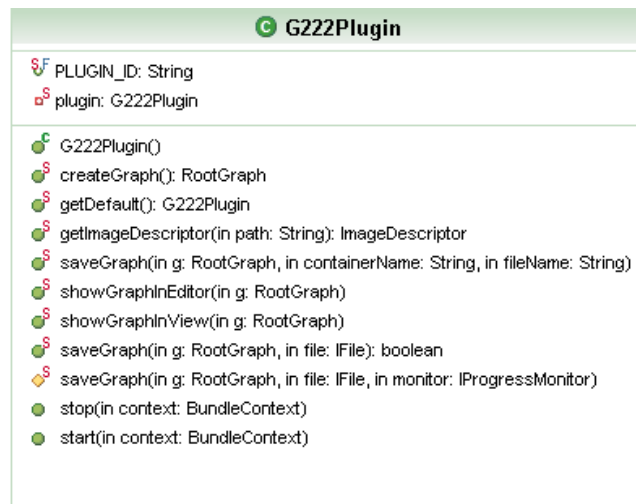 C G222Plugin
SF PLUGIN_ID: String
S plugin: G222Plugin
C G222Plugin()
S createGraph(): RootGraph
S getDefault(): G222Plugin
S getImageDescriptor(in path: String): ImageDescriptor
S saveGraph(in g: RootGraph, in containerName: String, in fileName: String)
S showGraphInEditor(in g: RootGraph)
S showGraphInView(in g: RootGraph)
S saveGraph(in g: RootGraph, in file: IFile): boolean
S saveGraph(in g: RootGraph, in file: IFile, in monitor: IProgressMonitor)
stop(in context: BundleContext)
start(in context: BundleContext)